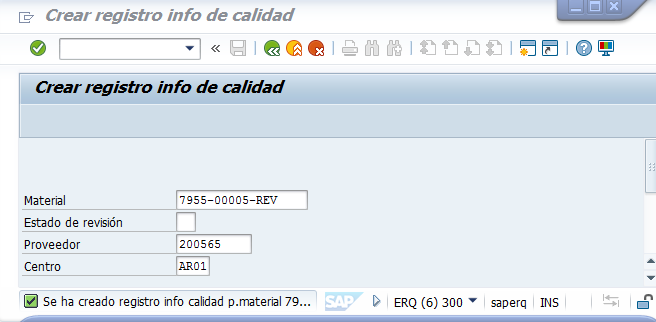 Crear registro info de calidad
Crear registro info de calidad
Material 7955-00005-REV
Estado de revisión
Proveedor 200565
Centro AR01
Se ha creado registro info calidad p.material 79... SAP ERQ (6) 300 saperq INS